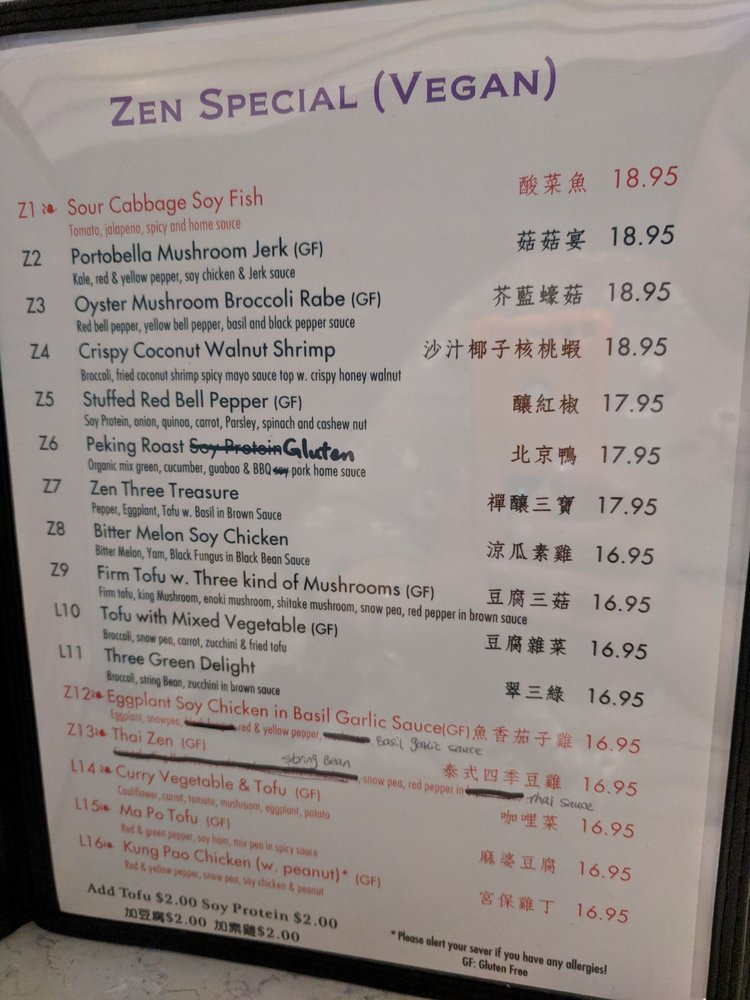 Zen Special (Vegan)
Z1 Sour Cabbage Soy Fish 酸菜魚 18.95
Tomato, jalapeno, spicy and home sauce
Z2 Portobella Mushroom Jerk (GF) 菇菇宴 18.95
Kale, red & yellow pepper, soy chicken & Jerk sauce
Z3 Oyster Mushroom Broccoli Rabe (GF) 芥藍蠔菇 18.95
Red bell pepper, yellow bell pepper, basil and black pepper sauce
Z4 Crispy Coconut Walnut Shrimp 沙汁椰子核桃蝦 18.95
Broccoli, fried coconut shrimp spicy mayo sauce top w. crispy honey walnut
Z5 Stuffed Red Bell Pepper (GF) 釀紅椒 17.95
Soy Protein, onion, quinoa, carrot, Parsley, spinach and cashew nut
Z6 Peking Roast Soy Protein Gluten 北京鴨 17.95
Organic mix green, cucumber, guabao & BBQ soy pork home sauce
Z7 Zen Three Treasure 禪釀三寶 17.95
Pepper, Eggplant, Tofu w. Basil in Brown Sauce
Z8 Bitter Melon Soy Chicken 涼瓜素雞 16.95
Bitter Melon, Yam, Black Fungus in Black Bean Sauce
Z9 Firm Tofu w. Three kind of Mushrooms (GF) 豆腐三菇 16.95
Firm tofu, king Mushroom, enoki mushroom, shitake mushroom, snow pea, red pepper in brown sauce
L10 Tofu with Mixed Vegetable (GF) 豆腐雜菜 16.95
Broccoli, snow pea, carrot, zucchini & fried tofu
L11 Three Green Delight 翠三綠 16.95
Broccoli, string Bean, zucchini in brown sauce
Z12 Eggplant Soy Chicken in Basil Garlic Sauce(GF) 魚香茄子雞 16.95
Eggplant, snowpea, red & yellow pepper, Basil garlic sauce
Z13 Thai Zen (GF) 泰式四季豆雞 16.95
string Bean , snow pea, red pepper in Thai sauce
L14 Curry Vegetable & Tofu (GF) 咖哩菜 16.95
Cauliflower, carrot, tomato, mushroom, eggplant, potato
L15 Ma Po Tofu (GF) 麻婆豆腐 16.95
Red & green pepper, soy ham, mix pea in spicy sauce
L16 Kung Pao Chicken (w. peanut)* (GF) 宮保雞丁 16.95
Red & yellow pepper, snow pea, soy chicken & peanut
Add Tofu $2.00 Soy Protein $2.00
加豆腐$2.00 加素雞$2.00
* Please alert your sever if you have any allergies!
GF: Gluten Free